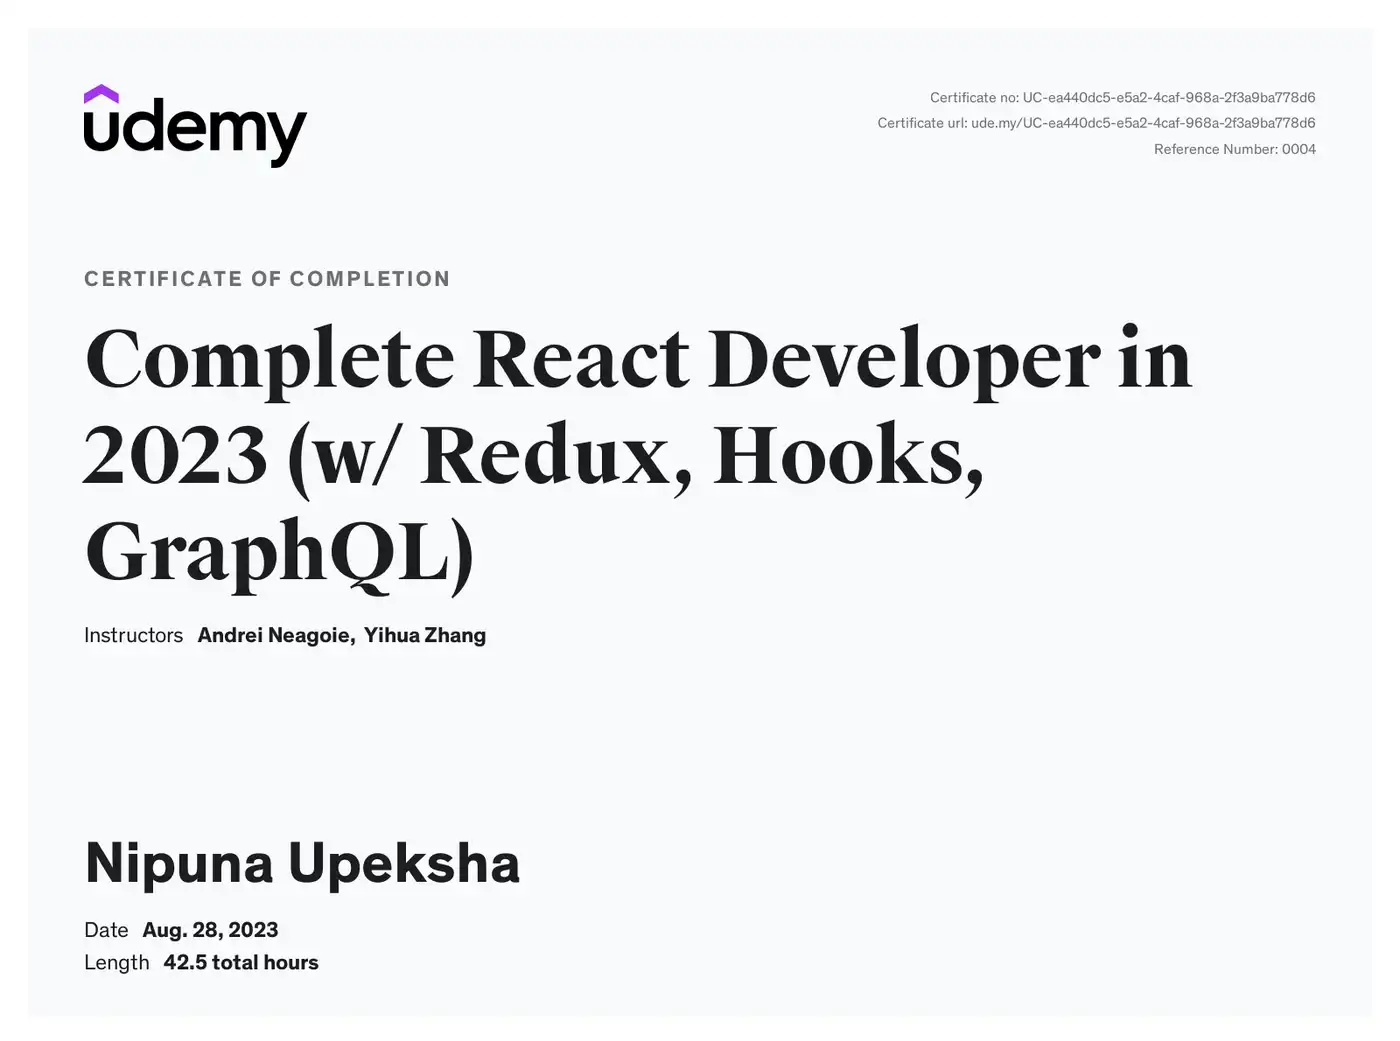 udemy
Certificate no: UC-ea440dc5-e5a2-4caf-968a-2f3a9ba778d6
Certificate url: ude.my/UC-ea440dc5-e5a2-4caf-968a-2f3a9ba778d6
Reference Number: 0004
CERTIFICATE OF COMPLETION
Complete React Developer in
2023 (w/ Redux, Hooks,
GraphQL)
Instructors Andrei Neagoie, Yihua Zhang
Nipuna Upeksha
Date Aug. 28, 2023
Length 42.5 total hours